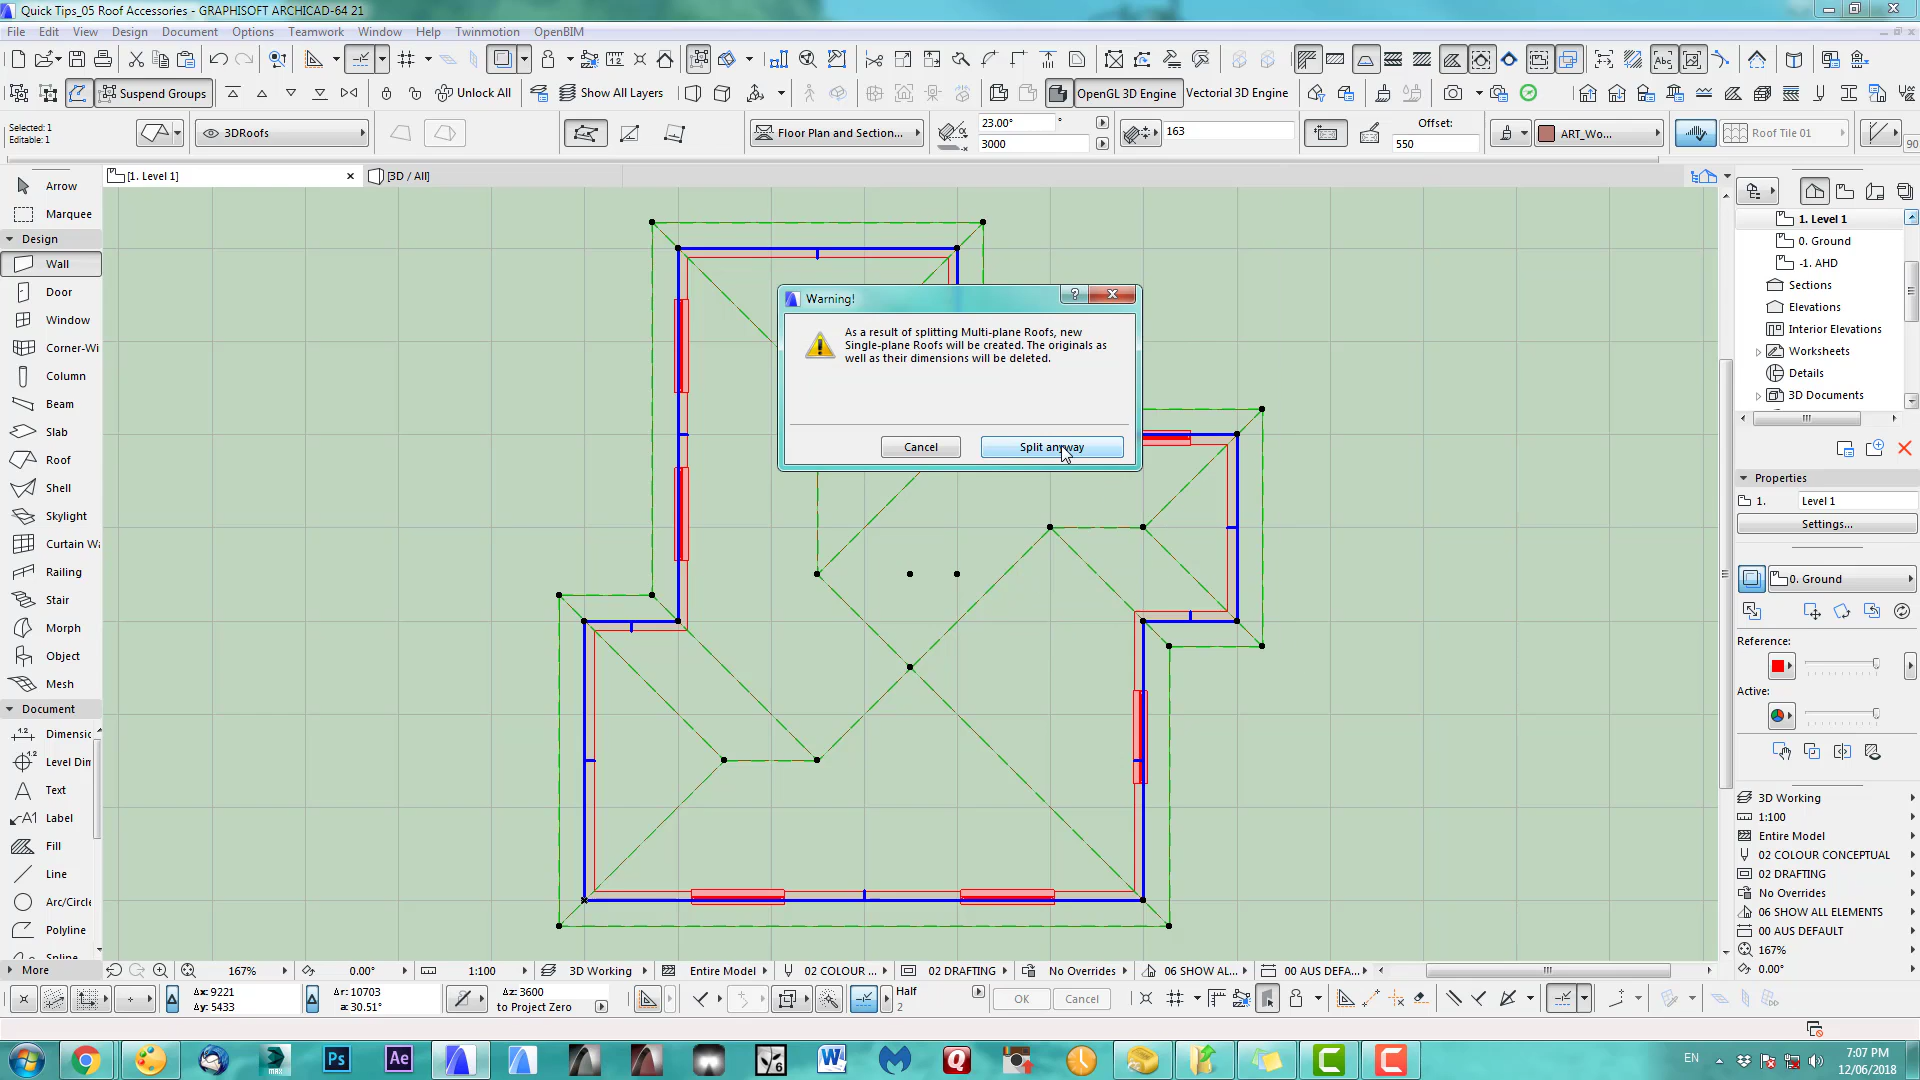 Quick Tips_05 Roof Accessories - GRAPHISOFT ARCHICAD-64 21
File Edit View Design Document Options Teamwork Window Help Twinmotion OpenBIM
Suspend Groups
Unlock All
Show All Layers
OpenGL 3D Engine
Vectorial 3D Engine
Selected: 1
Editable: 1
3DRoofs
Floor Plan and Section...
23.00°
°
3000
163
Offset:
550
ART_Wo...
Roof Tile 01
90
[1. Level 1]
[3D / All]
Arrow
Marquee
Design
Wall
Door
Window
Corner-Wi
Column
Beam
Slab
Roof
Shell
Skylight
Curtain Wa
Railing
Stair
Morph
Object
Mesh
Document
Dimensic
Level Dim
Text
Label
Fill
Line
Arc/Circle
Polyline
Spline
More
Warning!
As a result of splitting Multi-plane Roofs, new
Single-plane Roofs will be created. The originals as
well as their dimensions will be deleted.
Cancel
Split anyway
1. Level 1
0. Ground
-1. AHD
Sections
Elevations
Interior Elevations
Worksheets
Details
3D Documents
Properties
1.
Level 1
Settings...
0. Ground
Reference:
Active:
3D Working
1:100
Entire Model
02 COLOUR CONCEPTUAL
02 DRAFTING
No Overrides
06 SHOW ALL ELEMENTS
00 AUS DEFAULT
167%
0.00°
167%
0.00°
1:100
3D Working
Entire Model
02 COLOUR ...
02 DRAFTING
No Overrides
06 SHOW AL...
00 AUS DEFA...
Δx: 9221
Δy: 5433
Δr: 10703
a: 30.51°
Δz: 3600
to Project Zero
Half
2
OK
Cancel
EN
7:07 PM
12/06/2018